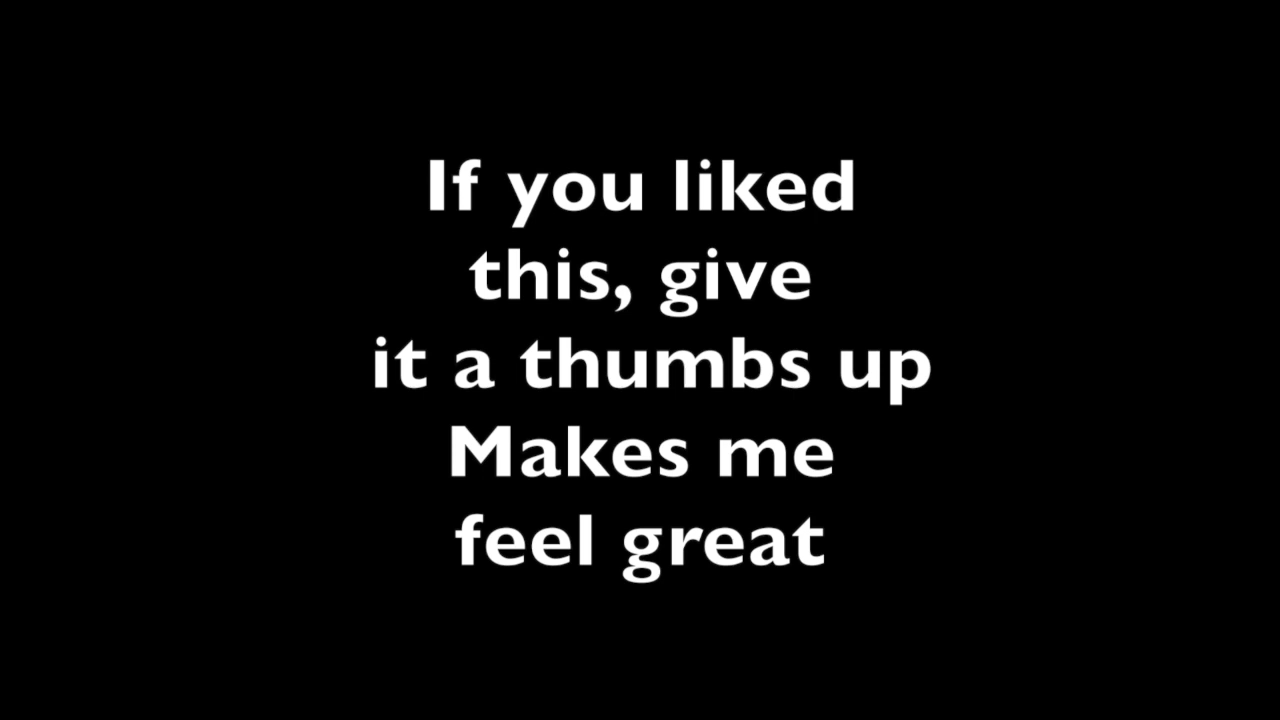 If you liked
this, give
it a thumbs up
Makes me
feel great